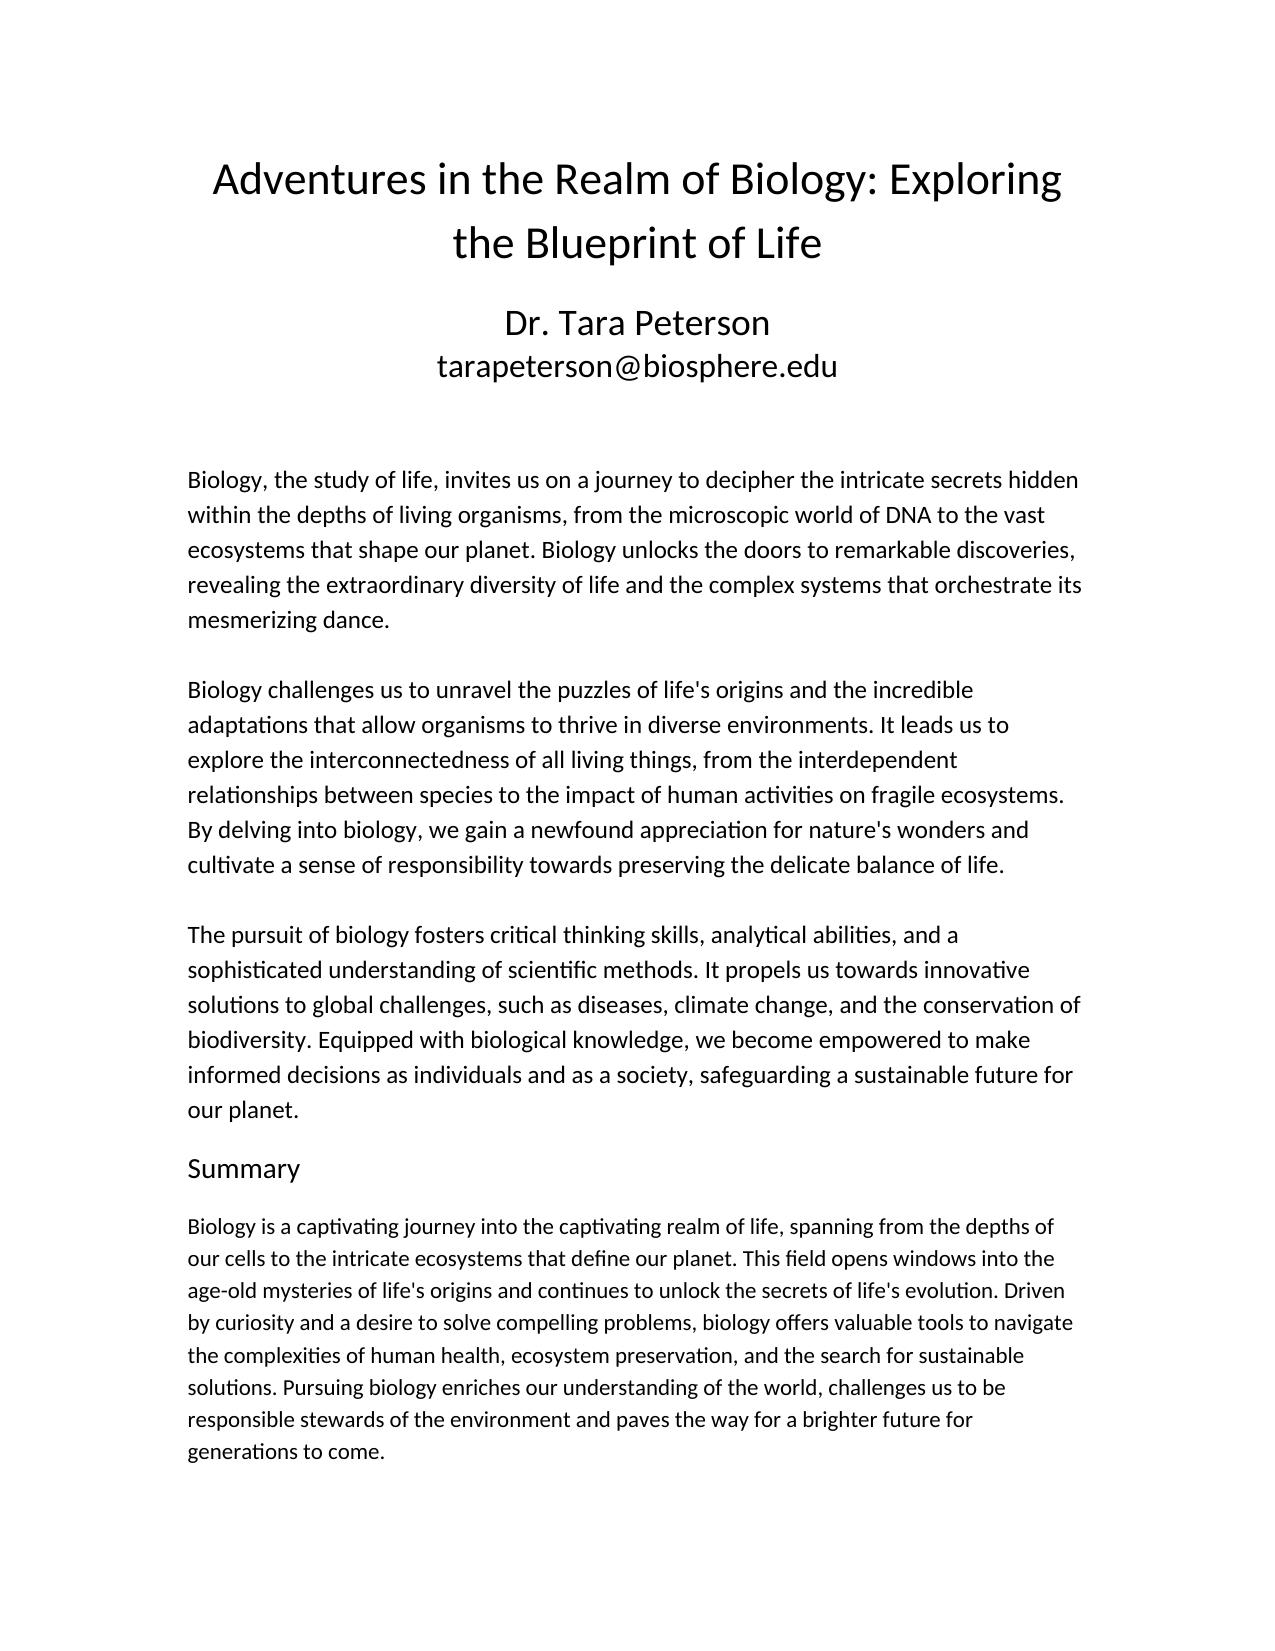 Adventures in the Realm of Biology: Exploring
the Blueprint of Life
Dr. Tara Peterson
tarapeterson@biosphere.edu
Biology, the study of life, invites us on a journey to decipher the intricate secrets hidden
within the depths of living organisms, from the microscopic world of DNA to the vast
ecosystems that shape our planet. Biology unlocks the doors to remarkable discoveries,
revealing the extraordinary diversity of life and the complex systems that orchestrate its
mesmerizing dance.
Biology challenges us to unravel the puzzles of life's origins and the incredible
adaptations that allow organisms to thrive in diverse environments. It leads us to
explore the interconnectedness of all living things, from the interdependent
relationships between species to the impact of human activities on fragile ecosystems.
By delving into biology, we gain a newfound appreciation for nature's wonders and
cultivate a sense of responsibility towards preserving the delicate balance of life.
The pursuit of biology fosters critical thinking skills, analytical abilities, and a
sophisticated understanding of scientific methods. It propels us towards innovative
solutions to global challenges, such as diseases, climate change, and the conservation of
biodiversity. Equipped with biological knowledge, we become empowered to make
informed decisions as individuals and as a society, safeguarding a sustainable future for
our planet.
Summary
Biology is a captivating journey into the captivating realm of life, spanning from the depths of
our cells to the intricate ecosystems that define our planet. This field opens windows into the
age-old mysteries of life's origins and continues to unlock the secrets of life's evolution. Driven
by curiosity and a desire to solve compelling problems, biology offers valuable tools to navigate
the complexities of human health, ecosystem preservation, and the search for sustainable
solutions. Pursuing biology enriches our understanding of the world, challenges us to be
responsible stewards of the environment and paves the way for a brighter future for
generations to come.